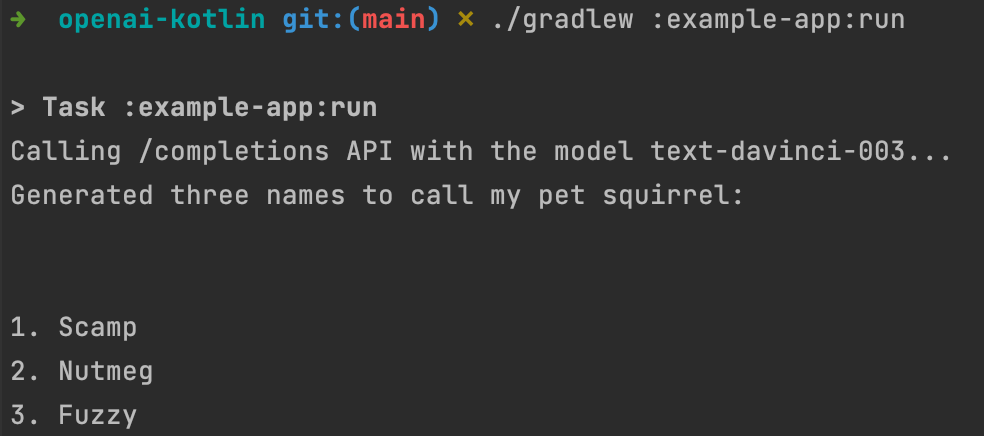 ➜ openai-kotlin git:(main) ✗ ./gradlew :example-app:run
> Task :example-app:run
Calling /completions API with the model text-davinci-003...
Generated three names to call my pet squirrel:
1. Scamp
2. Nutmeg
3. Fuzzy